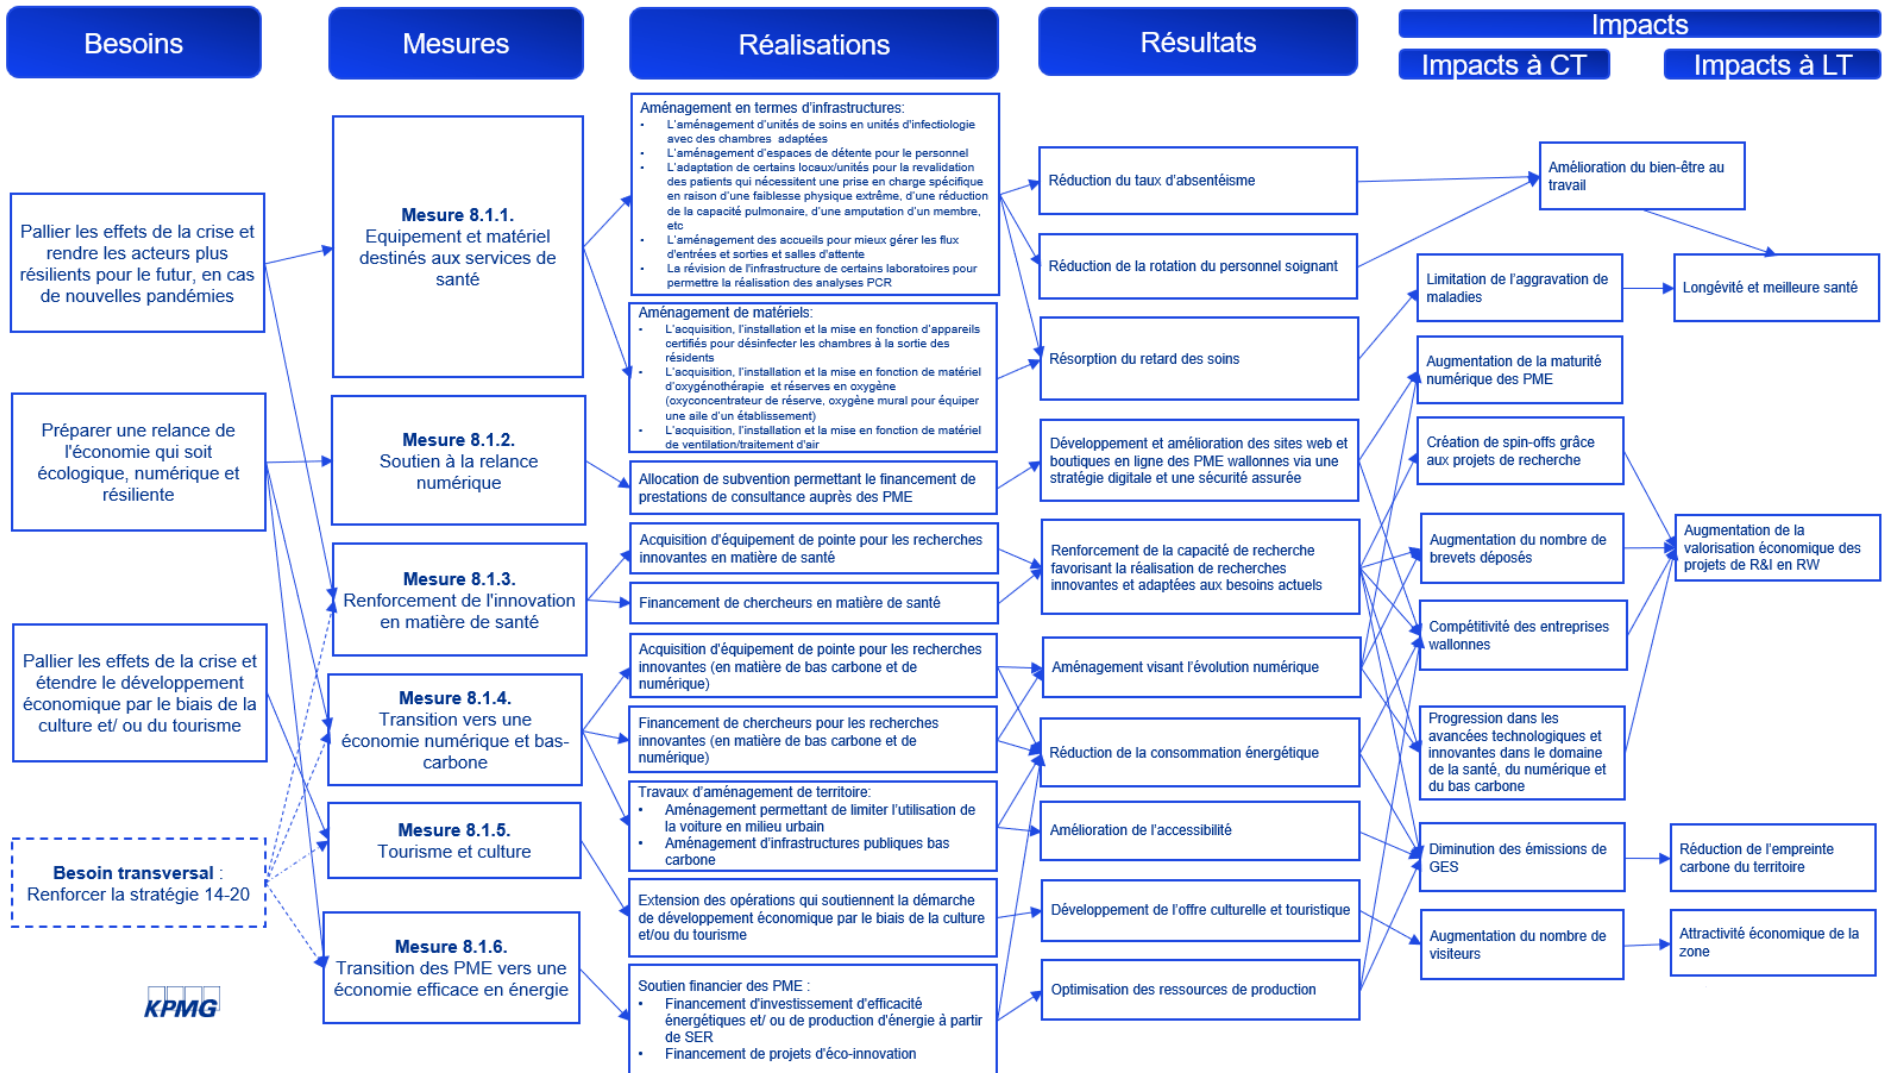 Besoins
Mesures
Réalisations
Résultats
Impacts
Impacts à CT
Impacts à LT
Pallier les effets de la crise et
rendre les acteurs plus
résilients pour le futur, en cas
de nouvelles pandémies
Préparer une relance de
l'économie qui soit
écologique, numérique et
résiliente
Pallier les effets de la crise et
étendre le développement
économique par le biais de la
culture et/ ou du tourisme
Besoin transversal :
Renforcer la stratégie 14-20
KPMG
Mesure 8.1.1.
Equipement et matériel
destinés aux services de
santé
Mesure 8.1.2.
Soutien à la relance
numérique
Mesure 8.1.3.
Renforcement de l'innovation
en matière de santé
Mesure 8.1.4.
Transition vers une
économie numérique et bas-
carbone
Mesure 8.1.5.
Tourisme et culture
Mesure 8.1.6.
Transition des PME vers une
économie efficace en énergie
Aménagement en termes d'infrastructures:
• L'aménagement d'unités de soins en unités d'infectiologie
avec des chambres adaptées
• L'aménagement d'espaces de détente pour le personnel
• L'adaptation de certains locaux/unités pour la revalidation
des patients qui nécessitent une prise en charge spécifique
en raison d'une faiblesse physique extrême, d'une réduction
de la capacité pulmonaire, d'une amputation d'un membre,
etc
• L'aménagement des accueils pour mieux gérer les flux
d'entrées et sorties et salles d'attente
• La révision de l'infrastructure de certains laboratoires pour
permettre la réalisation des analyses PCR
Aménagement de matériels:
• L'acquisition, l'installation et la mise en fonction d'appareils
certifiés pour désinfecter les chambres à la sortie des
résidents
• L'acquisition, l'installation et la mise en fonction de matériel
d'oxygénothérapie et réserves en oxygène
(oxyconcentrateur de réserve, oxygène mural pour équiper
une aile d'un établissement)
• L'acquisition, l'installation et la mise en fonction de matériel
de ventilation/traitement d'air
Allocation de subvention permettant le financement de
prestations de consultance auprès des PME
Acquisition d'équipement de pointe pour les recherches
innovantes en matière de santé
Financement de chercheurs en matière de santé
Acquisition d'équipement de pointe pour les recherches
innovantes (en matière de bas carbone et de
numérique)
Financement de chercheurs pour les recherches
innovantes (en matière de bas carbone et de
numérique)
Travaux d'aménagement de territoire:
• Aménagement permettant de limiter l'utilisation de
la voiture en milieu urbain
• Aménagement d'infrastructures publiques bas
carbone
Extension des opérations qui soutiennent la démarche
de développement économique par le biais de la culture
et/ou du tourisme
Soutien financier des PME :
• Financement d'investissement d'efficacité
énergétiques et/ ou de production d'énergie à partir
de SER
• Financement de projets d'éco-innovation
Réduction du taux d'absentéisme
Réduction de la rotation du personnel soignant
Résorption du retard des soins
Développement et amélioration des sites web et
boutiques en ligne des PME wallonnes via une
stratégie digitale et une sécurité assurée
Renforcement de la capacité de recherche
favorisant la réalisation de recherches
innovantes et adaptées aux besoins actuels
Aménagement visant l'évolution numérique
Réduction de la consommation énergétique
Amélioration de l'accessibilité
Développement de l'offre culturelle et touristique
Optimisation des ressources de production
Amélioration du bien-être au
travail
Limitation de l'aggravation de
maladies
Augmentation de la maturité
numérique des PME
Création de spin-offs grâce
aux projets de recherche
Augmentation du nombre de
brevets déposés
Compétitivité des entreprises
wallonnes
Progression dans les
avancées technologiques et
innovantes dans le domaine
de la santé, du numérique et
du bas carbone
Diminution des émissions de
GES
Augmentation du nombre de
visiteurs
Longévité et meilleure santé
Augmentation de la
valorisation économique des
projets de R&I en RW
Réduction de l'empreinte
carbone du territoire
Attractivité économique de la
zone